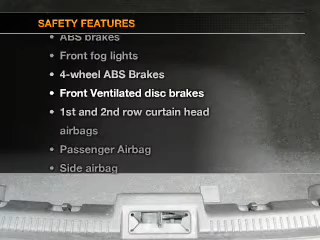 SAFETY FEATURES
• ABS brakes
• Front fog lights
• 4-wheel ABS Brakes
• Front Ventilated disc brakes
• 1st and 2nd row curtain head
airbags
• Passenger Airbag
• Side airbag